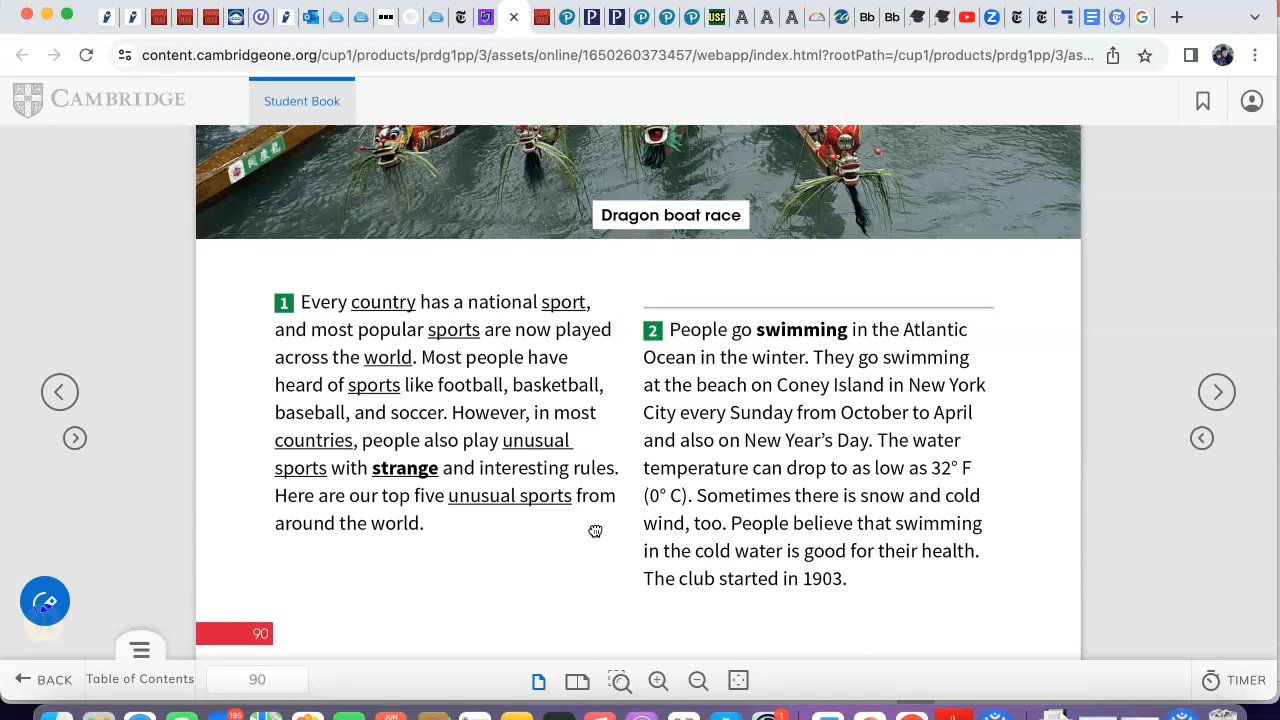 content.cambridgeone.org/cup1/products/prdg1pp/3/assets/online/1650260373457/webapp/index.html?rootPath=/cup1/products/prdg1pp/3/as...
CAMBRIDGE
Student Book
Dragon boat race
1 Every country has a national sport,
and most popular sports are now played
across the world. Most people have
heard of sports like football, basketball,
baseball, and soccer. However, in most
countries, people also play unusual
sports with strange and interesting rules.
Here are our top five unusual sports from
around the world.
2 People go swimming in the Atlantic
Ocean in the winter. They go swimming
at the beach on Coney Island in New York
City every Sunday from October to April
and also on New Year's Day. The water
temperature can drop to as low as 32° F
(0° C). Sometimes there is snow and cold
wind, too. People believe that swimming
in the cold water is good for their health.
The club started in 1903.
90
BACK
Table of Contents
90
TIMER
195
JUN